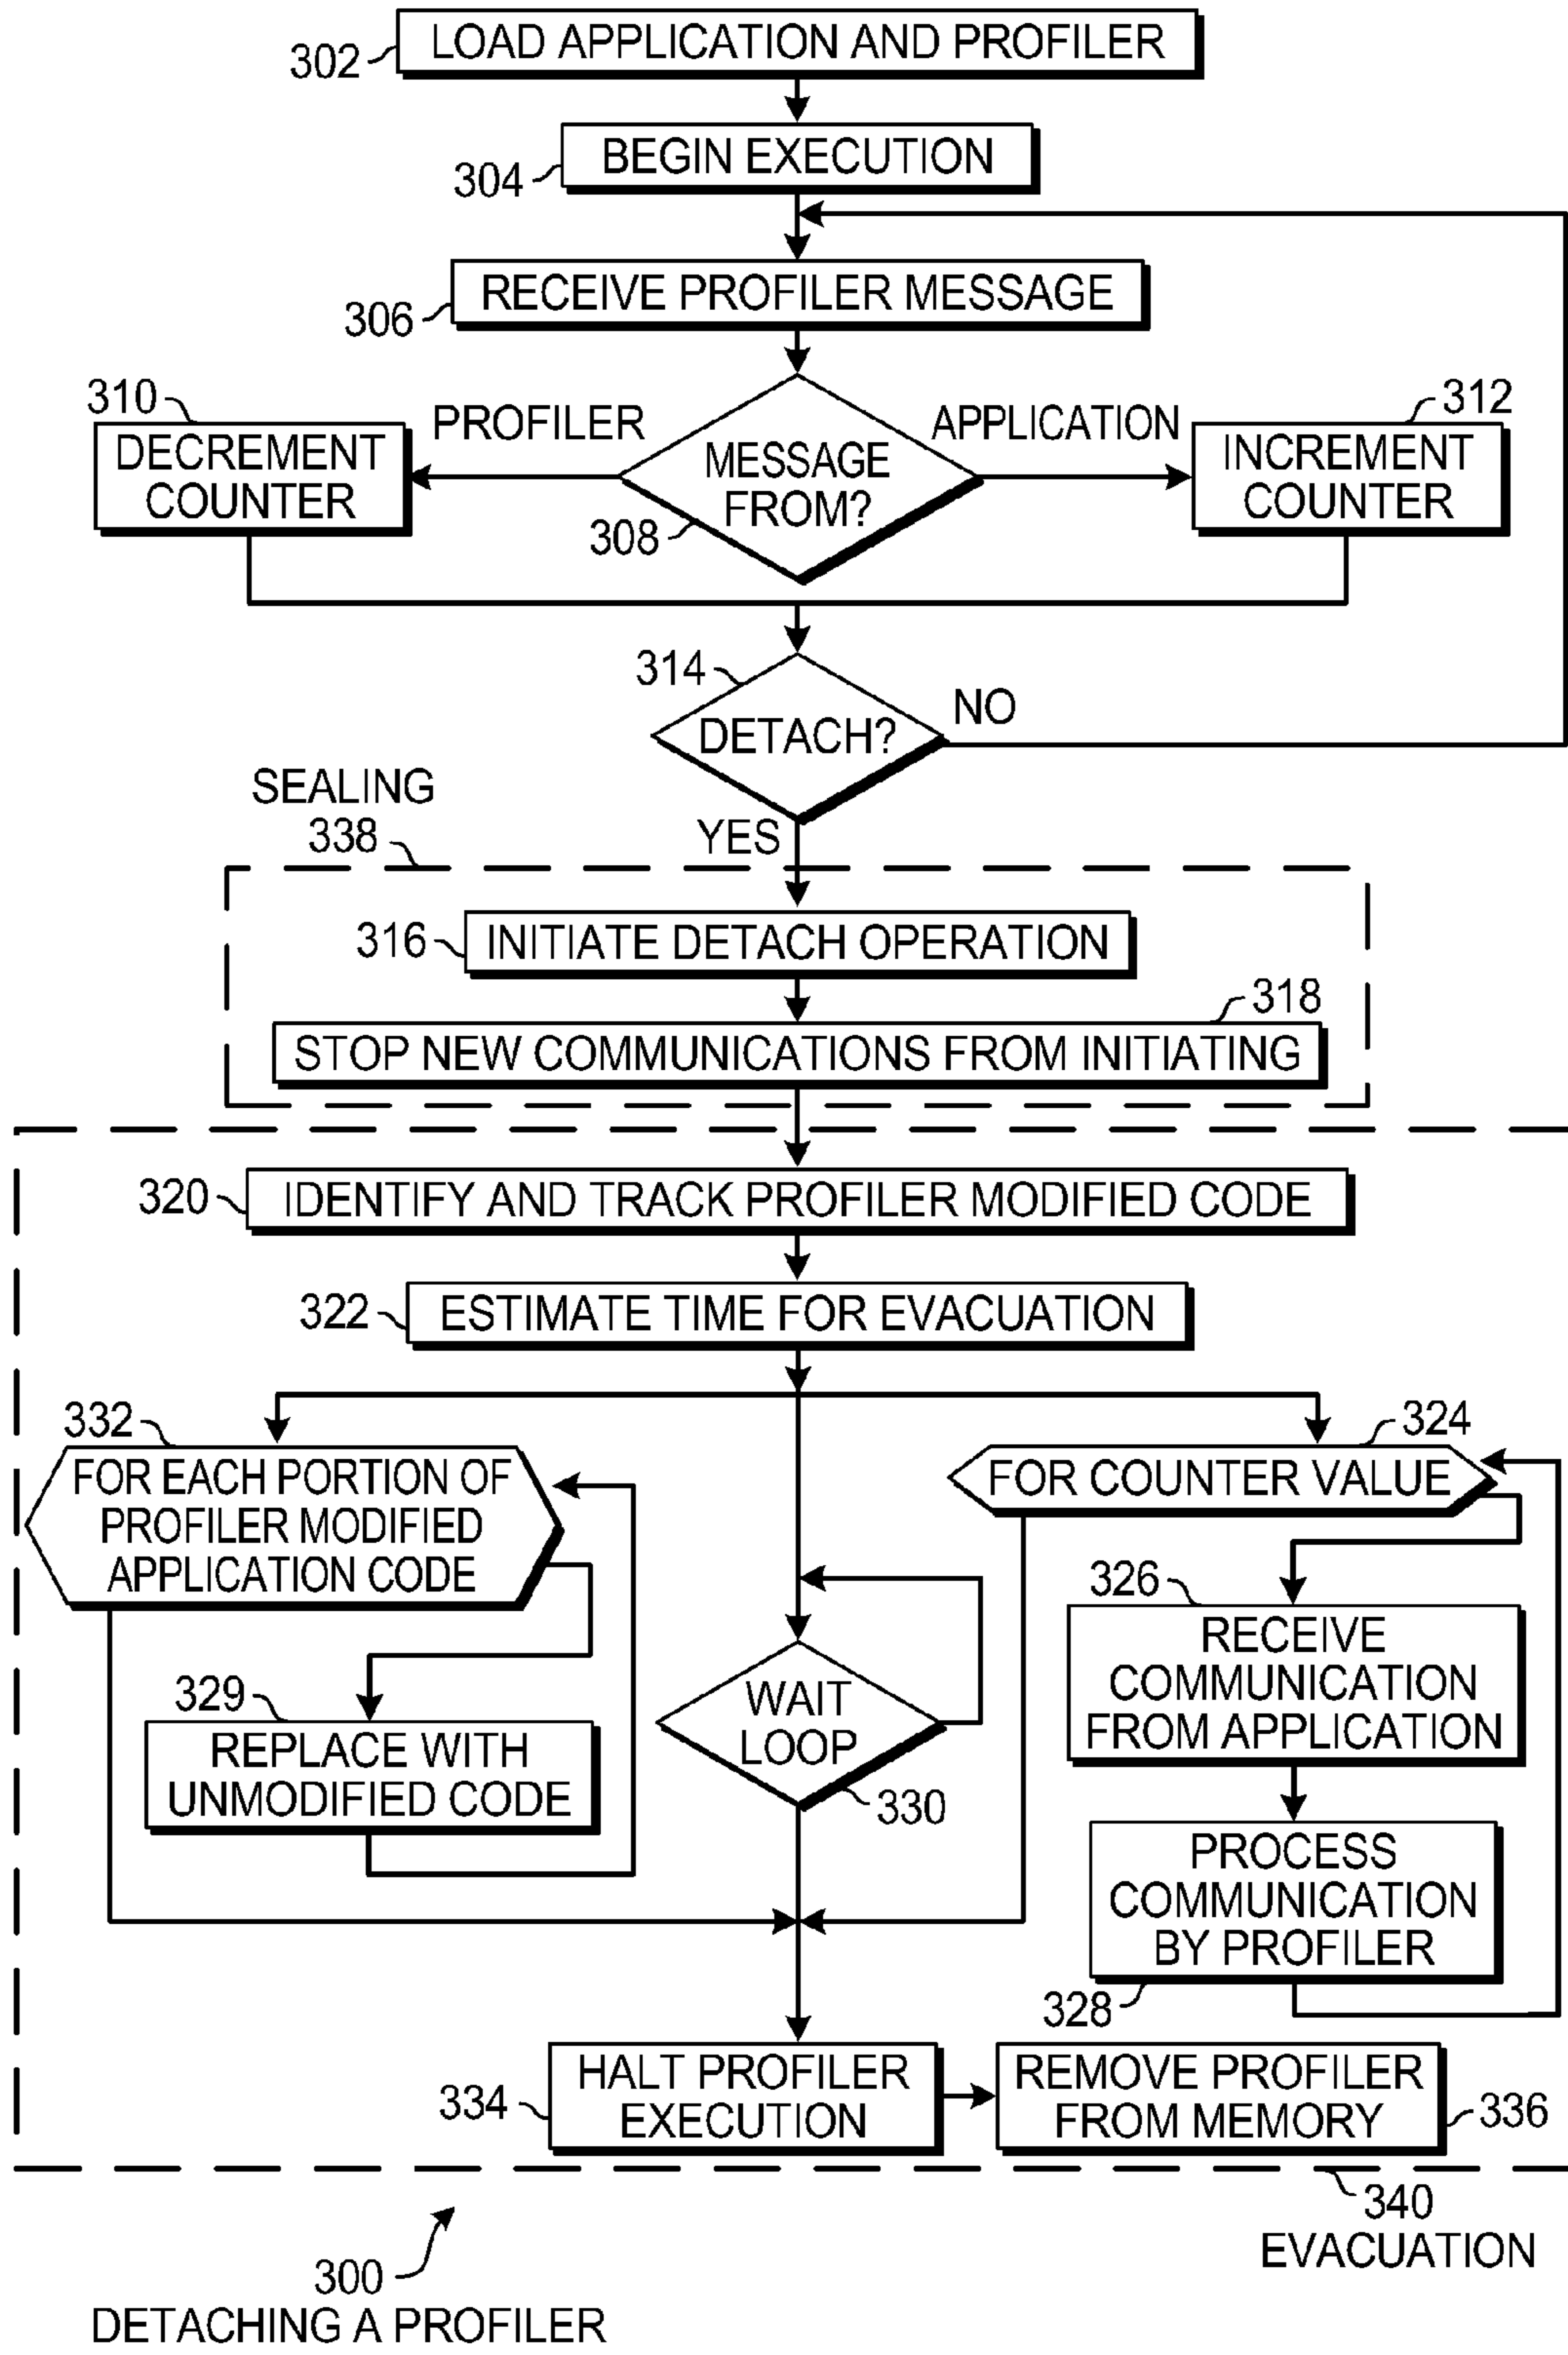 LOAD APPLICATION AND PROFILER
302
BEGIN EXECUTION
304
RECEIVE PROFILER MESSAGE
306
310
PROFILER
APPLICATION
312
DECREMENT
COUNTER
MESSAGE
FROM?
308
INCREMENT
COUNTER
314
DETACH?
NO
SEALING
338
YES
316
INITIATE DETACH OPERATION
318
STOP NEW COMMUNICATIONS FROM INITIATING
320
IDENTIFY AND TRACK PROFILER MODIFIED CODE
322
ESTIMATE TIME FOR EVACUATION
332
FOR EACH PORTION OF
PROFILER MODIFIED
APPLICATION CODE
324
FOR COUNTER VALUE
326
RECEIVE
COMMUNICATION
FROM APPLICATION
329
REPLACE WITH
UNMODIFIED CODE
WAIT
LOOP
330
PROCESS
COMMUNICATION
BY PROFILER
328
334
HALT PROFILER
EXECUTION
REMOVE PROFILER
FROM MEMORY
336
340
EVACUATION
300
DETACHING A PROFILER